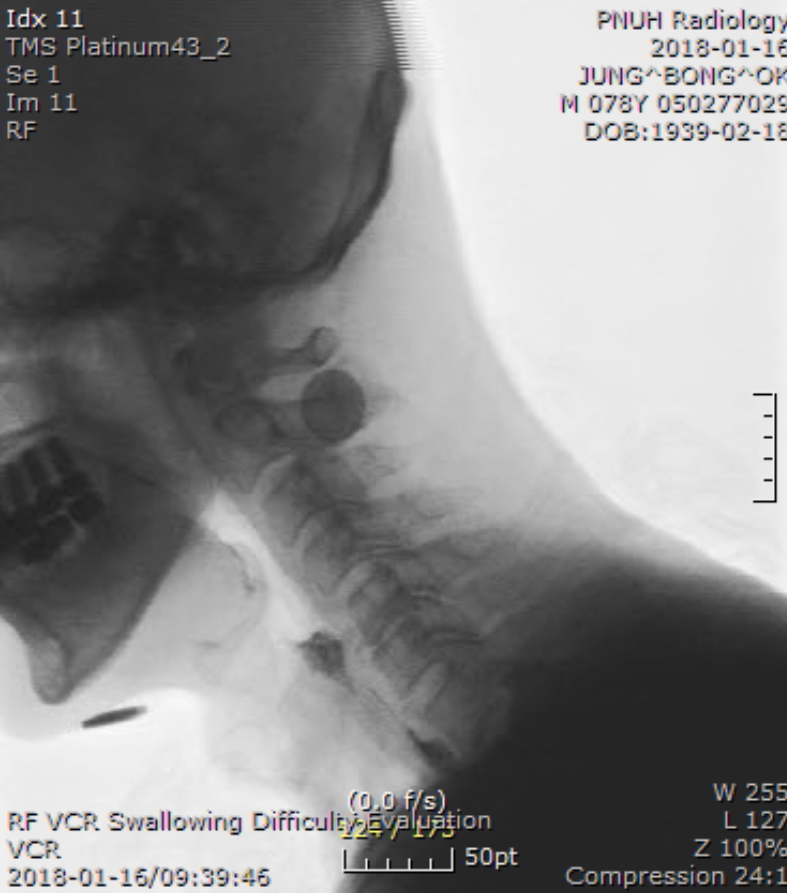 Idx 11
TMS Platinum43_2
Se 1
Im 11
RF
PNUH Radiology
2018-01-16
JUNG^BONG^OK
M 078Y 050277029
DOB:1939-02-18
(0.0 f/s)
RF VCR Swallowing Difficulty Evaluation
124 / 175
VCR
50pt
2018-01-16/09:39:46
W 255
L 127
Z 100%
Compression 24:1